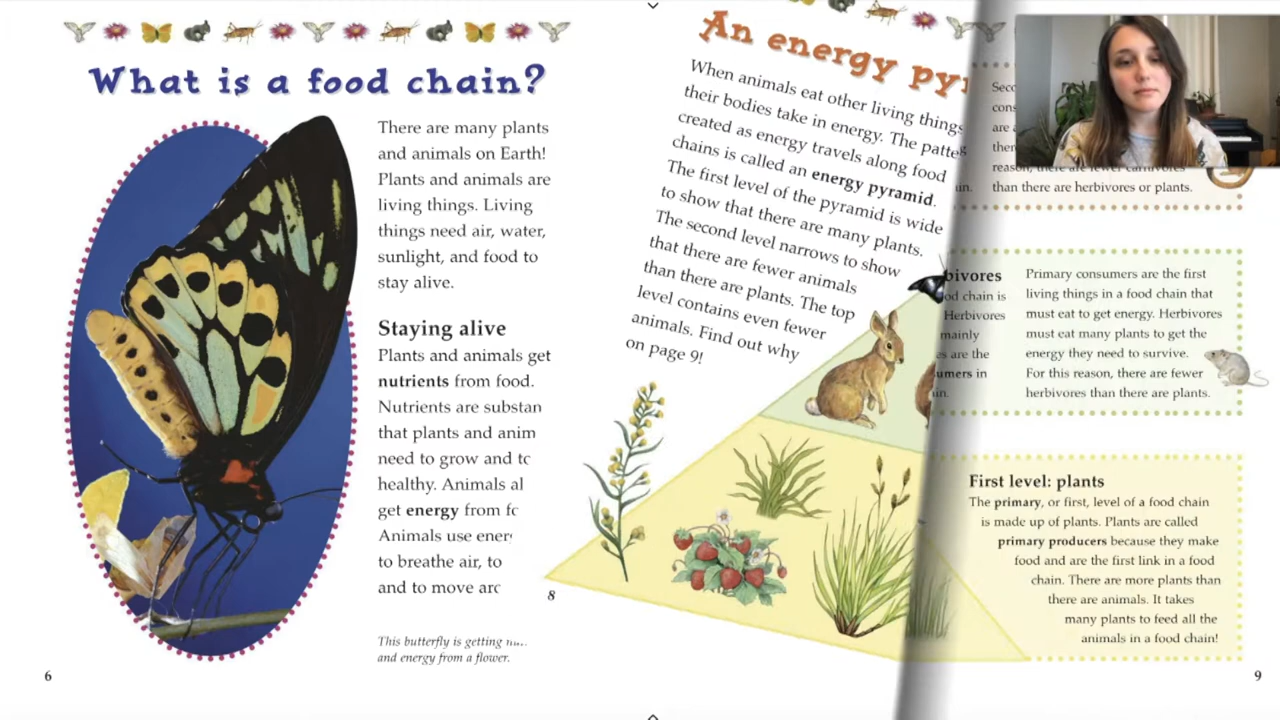 What is a food chain?
There are many plants
and animals on Earth!
Plants and animals are
living things. Living
things need air, water,
sunlight, and food to
stay alive.
Staying alive
Plants and animals get
nutrients from food.
Nutrients are substan
that plants and anim
need to grow and
healthy. Animals al
get energy from
Animals use
to breathe air, to
and to move
This butterfly is getting
and energy from a flower.
6
An energy
When animals eat other living things
their bodies take in energy. The
created as energy travels along food
chains is called an energy pyramid.
The first level of the pyramid is wide
to show that there are many plants.
The second level narrows to show
that there are fewer animals
than there are plants. The top
level contains even fewer
animals. Find out why
on page 9!
8
are
reason, there are fewer carnivores
than there are herbivores or plants.
bivores
od chain is
Herbivores
mainly
are the
umers in
Primary consumers are the first
living things in a food chain that
must eat to get energy. Herbivores
must eat many plants to get the
energy they need to survive.
For this reason, there are fewer
herbivores than there are plants.
First level: plants
The primary, or first, level of a food chain
is made up of plants. Plants are called
primary producers because they make
food and are the first link in a food
chain. There are more plants than
there are animals. It takes
many plants to feed all the
animals in a food chain!
9